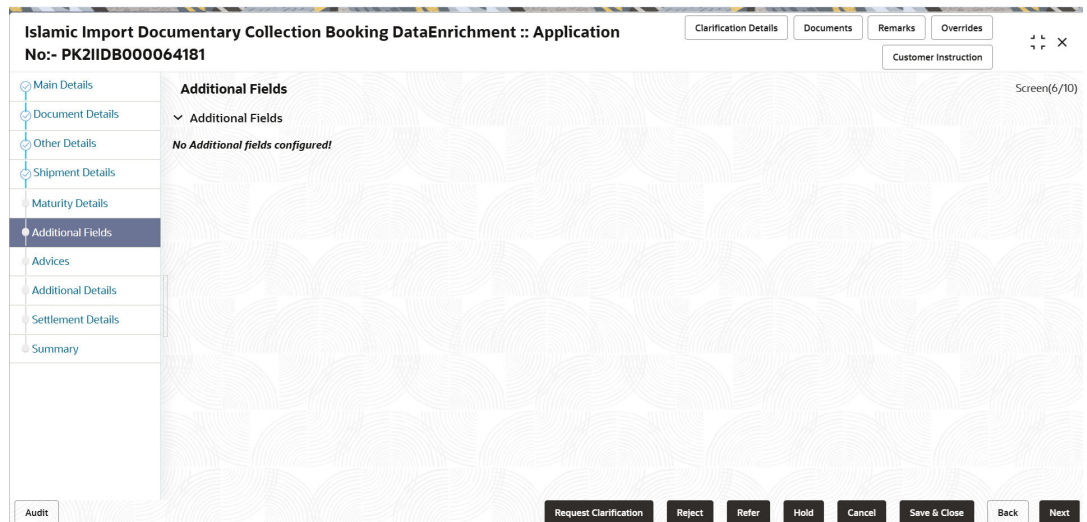 Islamic Import Documentary Collection Booking DataEnrichment :: Application
No:- PK2IIDB000064181
Clarification Details
Documents
Remarks
Overrides
Customer Instruction
Main Details
Document Details
Other Details
Shipment Details
Maturity Details
Additional Fields
Advices
Additional Details
Settlement Details
Summary
Additional Fields
Screen(6/10)
Additional Fields
No Additional fields configured!
Audit
Request Clarification
Reject
Refer
Hold
Cancel
Save & Close
Back
Next